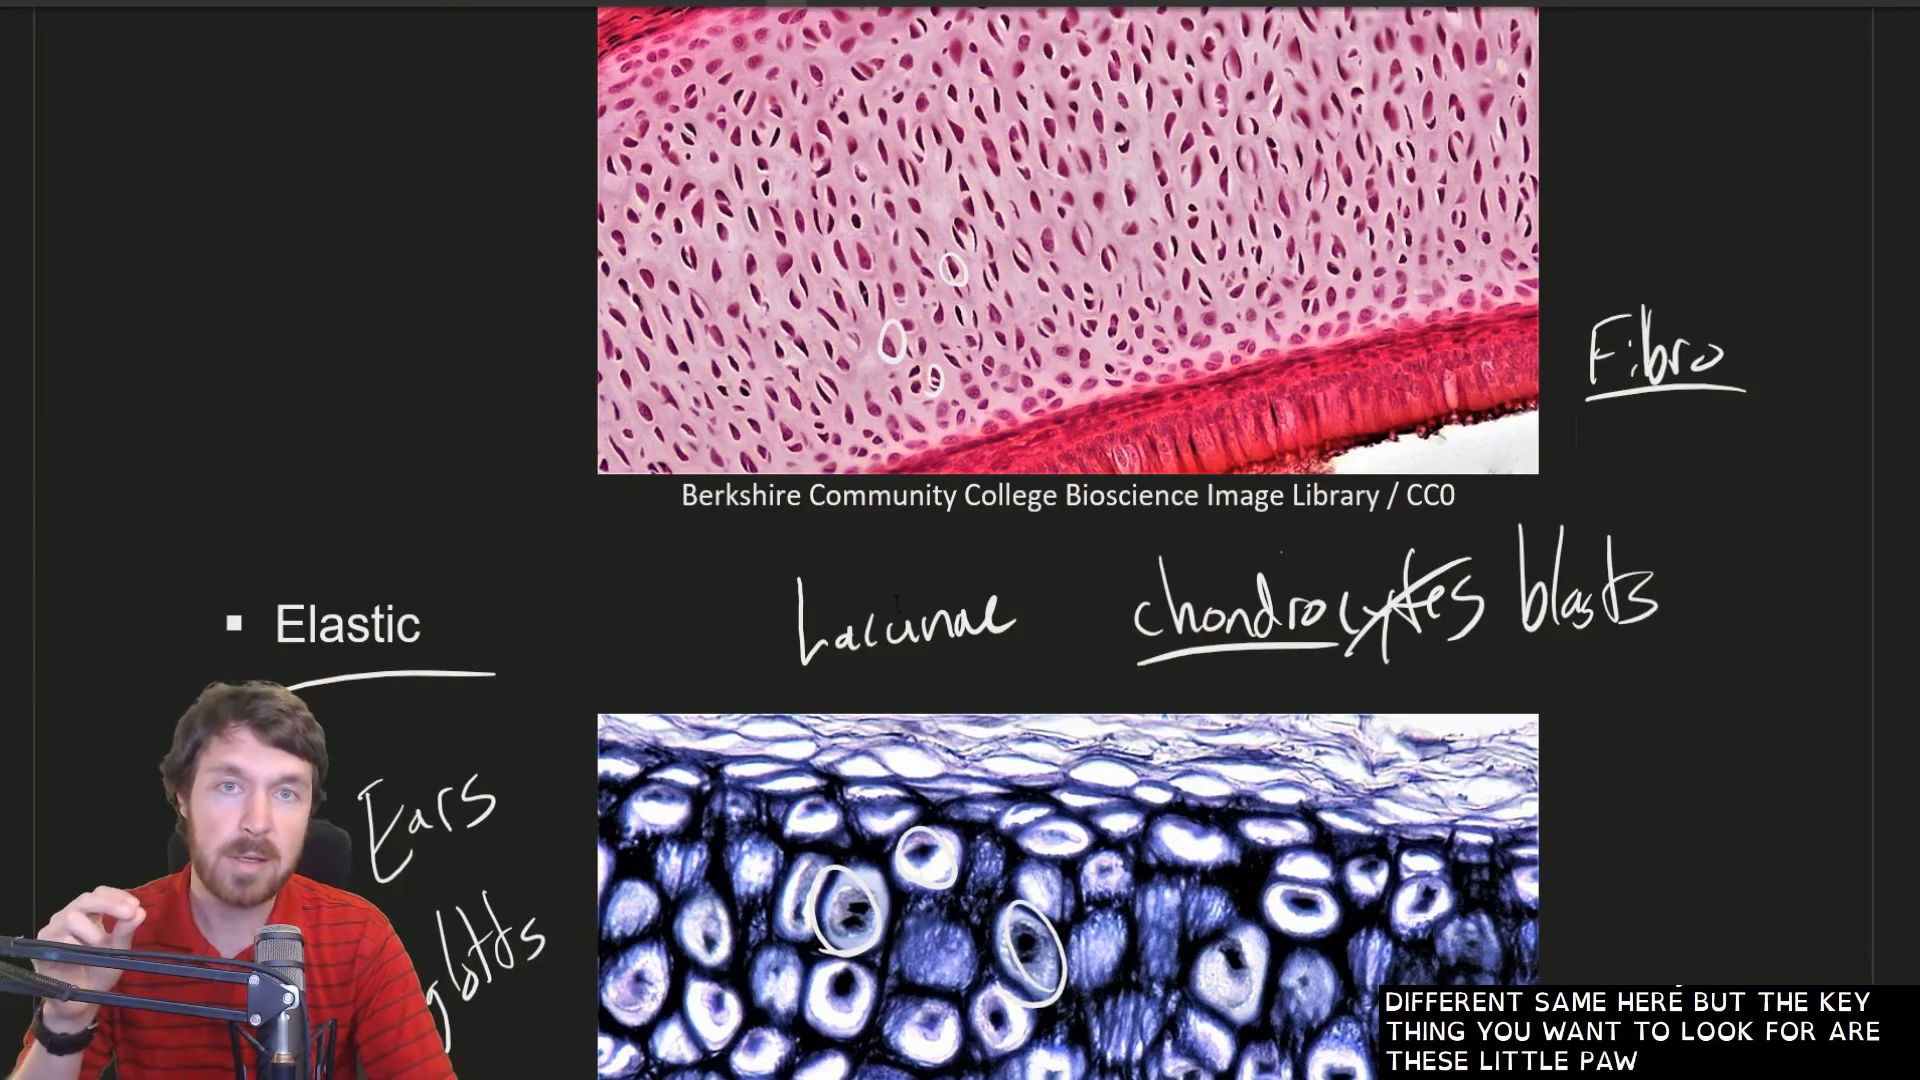 Fibro
Berkshire Community College Bioscience Image Library / CC0
▪ Elastic
Lacunae chondrocytes blasts
Ears
DIFFERENT SAME HERE BUT THE KEY
THING YOU WANT TO LOOK FOR ARE
THESE LITTLE PAW